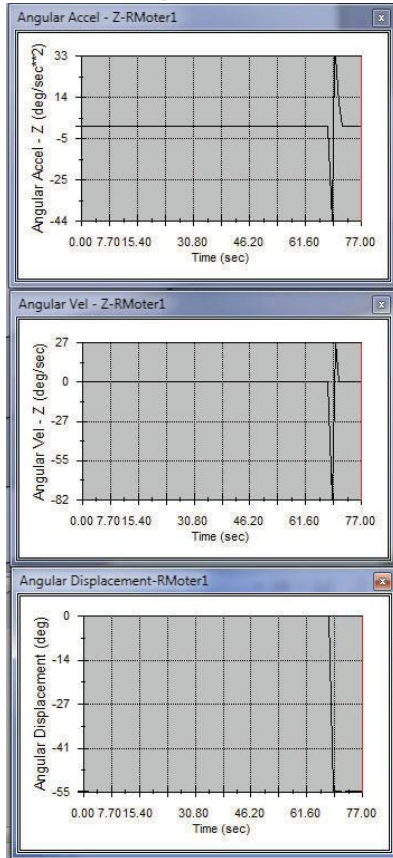 Angular Accel - Z-RMoter1
x
Angular Accel - Z (deg/sec**2)
33
14
-5
-25
-44
0.00 7.70 15.40 30.80 46.20 61.60 77.00
Time (sec)
Angular Vel - Z-RMoter1
x
Angular Vel - Z (deg/sec)
27
0
-27
-55
-82
0.00 7.70 15.40 30.80 46.20 61.60 77.00
Time (sec)
Angular Displacement-RMoter1
x
Angular Displacement (deg)
0
-14
-27
-41
-55
0.00 7.70 15.40 30.80 46.20 61.60 77.00
Time (sec)